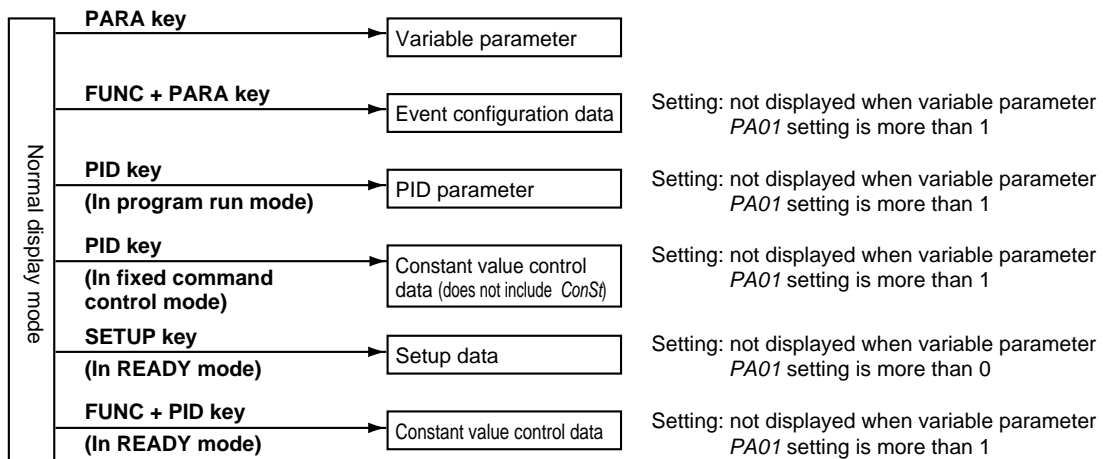 Normal display mode
PARA key
Variable parameter
FUNC + PARA key
Event configuration data
Setting: not displayed when variable parameter
PA01 setting is more than 1
PID key
(In program run mode)
PID parameter
Setting: not displayed when variable parameter
PA01 setting is more than 1
PID key
(In fixed command
control mode)
Constant value control
data (does not include ConSt)
Setting: not displayed when variable parameter
PA01 setting is more than 1
SETUP key
(In READY mode)
Setup data
Setting: not displayed when variable parameter
PA01 setting is more than 0
FUNC + PID key
(In READY mode)
Constant value control data
Setting: not displayed when variable parameter
PA01 setting is more than 1